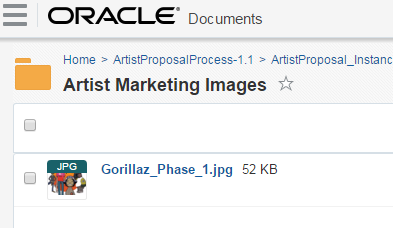 ORACLE Documents
Home > ArtistProposalProcess-1.1 > ArtistProposal_Instanc
Artist Marketing Images
JPG
Gorillaz_Phase_1.jpg 52 KB